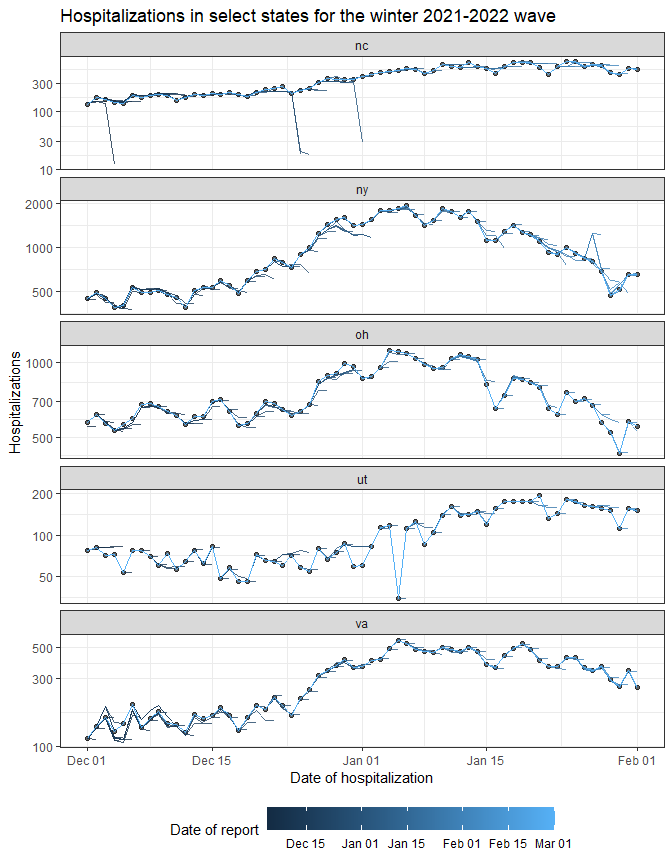 Hospitalizations in select states for the winter 2021-2022 wave
nc
300
100
30
10
ny
2000
1000
500
oh
1000
700
500
ut
200
100
50
va
500
300
100
Hospitalizations
Dec 01 Dec 15 Jan 01 Jan 15 Feb 01
Date of hospitalization
Date of report
Dec 15 Jan 01 Jan 15 Feb 01 Feb 15 Mar 01